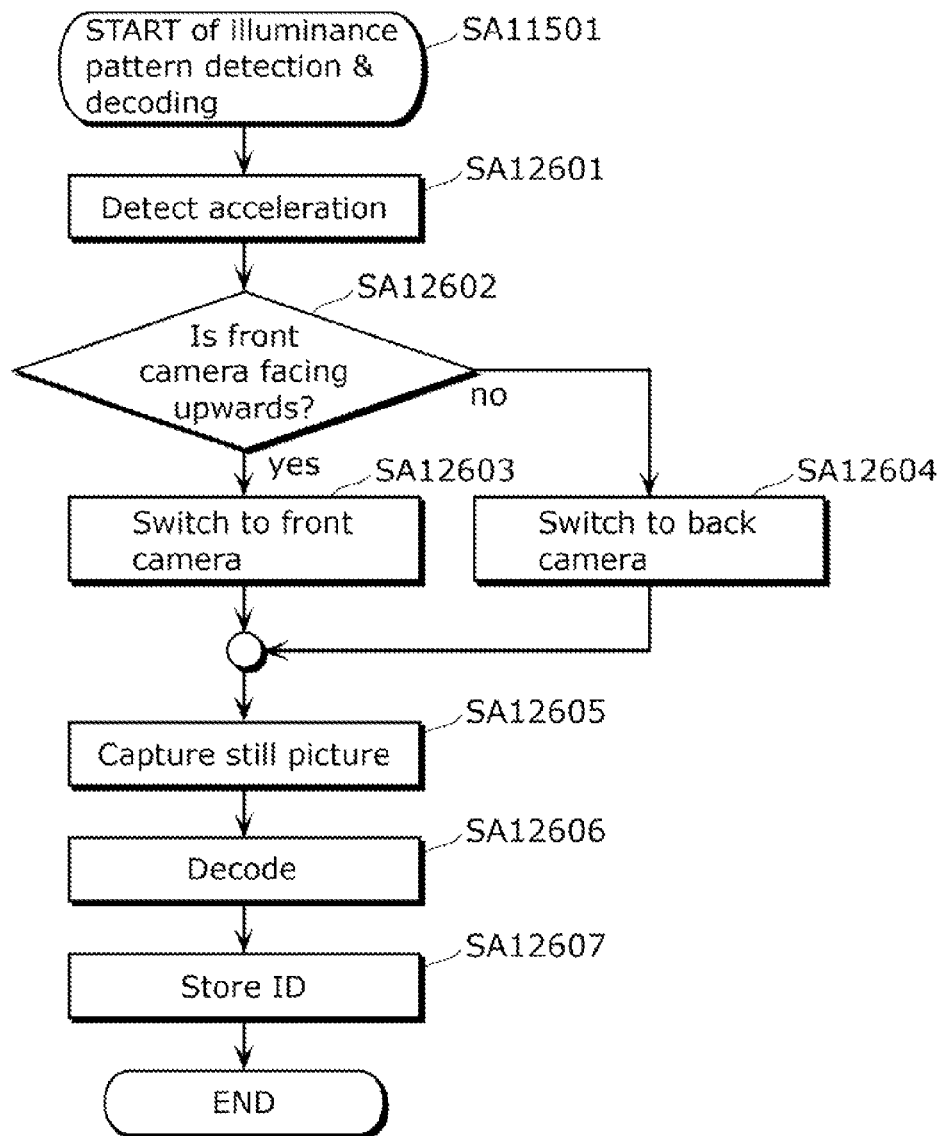 START of illuminance
pattern detection &
decoding
SA11501
SA12601
Detect acceleration
SA12602
Is front
camera facing
upwards?
no
yes
SA12603
Switch to front
camera
SA12604
Switch to back
camera
SA12605
Capture still picture
SA12606
Decode
SA12607
Store ID
END